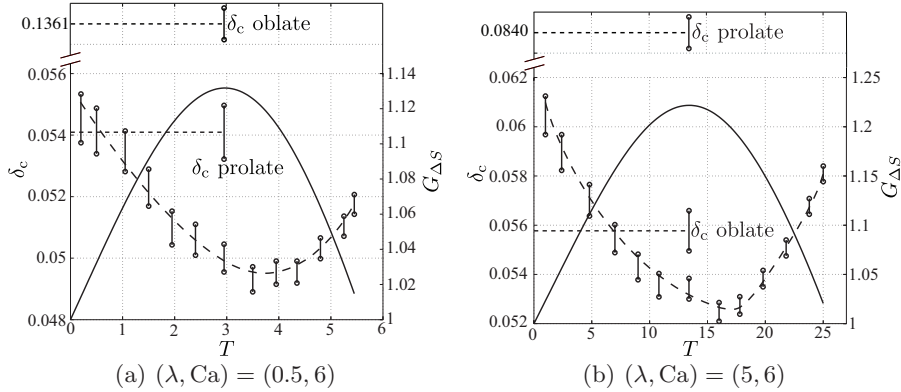 0.1361
δc oblate
0.056
0.054
0.052
0.05
0.048
δc
δc prolate
1.14
1.12
1.1
1.08
1.06
1.04
1.02
1
GΔS
0 1 2 3 4 5 6
T
(a) (λ, Ca) = (0.5, 6)
0.0840
δc prolate
0.062
0.06
0.058
0.056
0.054
0.052
δc
δc oblate
1.25
1.2
1.15
1.1
1.05
1
GΔS
0 5 10 15 20 25
T
(b) (λ, Ca) = (5, 6)